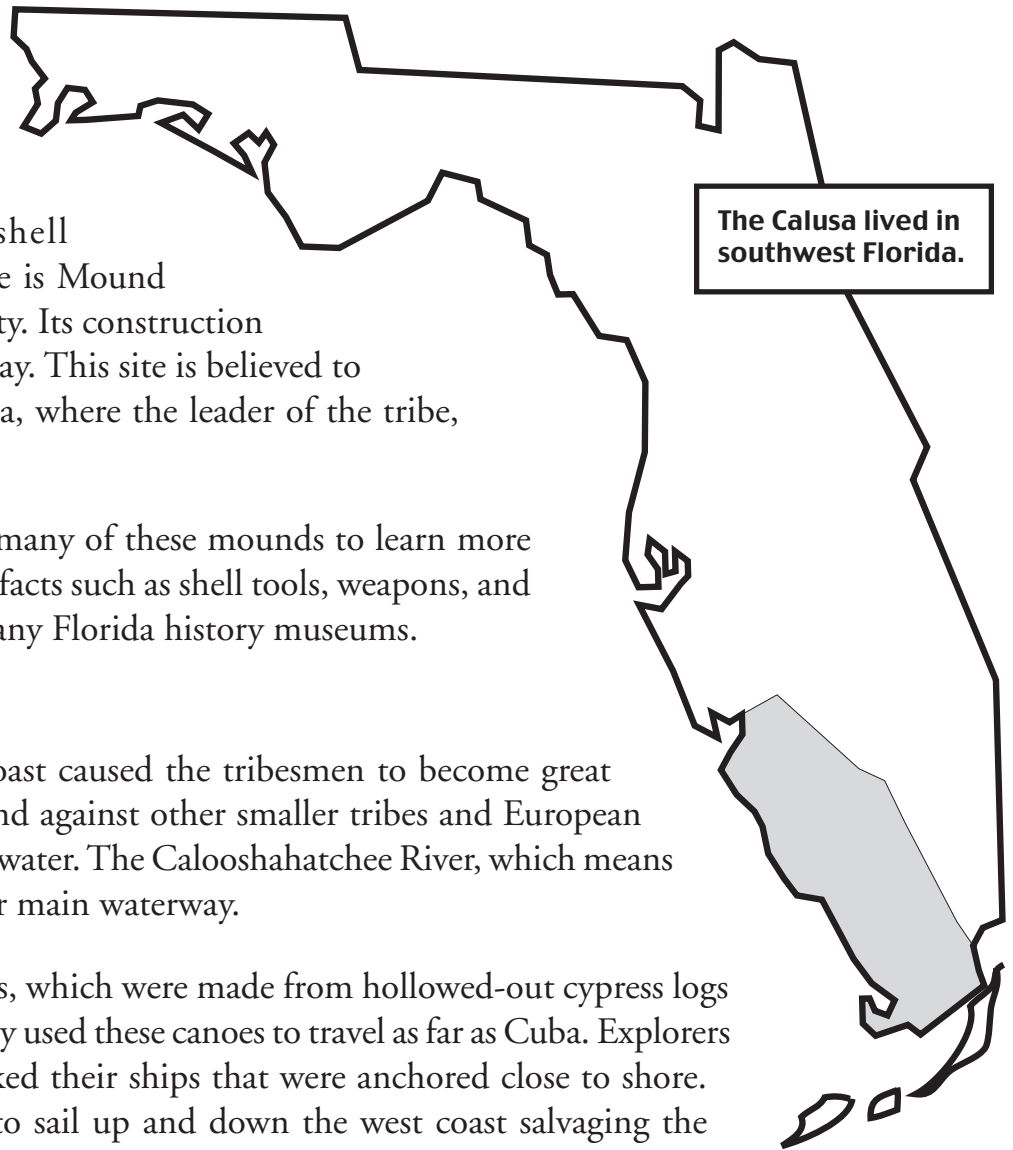 shell
e is Mound
ty. Its construction
ay. This site is believed to
a, where the leader of the tribe,
many of these mounds to learn more
facts such as shell tools, weapons, and
any Florida history museums.
oast caused the tribesmen to become great
nd against other smaller tribes and European
water. The Calooshahatchee River, which means
r main waterway.
s, which were made from hollowed-out cypress logs
y used these canoes to travel as far as Cuba. Explorers
ked their ships that were anchored close to shore.
to sail up and down the west coast salvaging the
The Calusa lived in
southwest Florida.